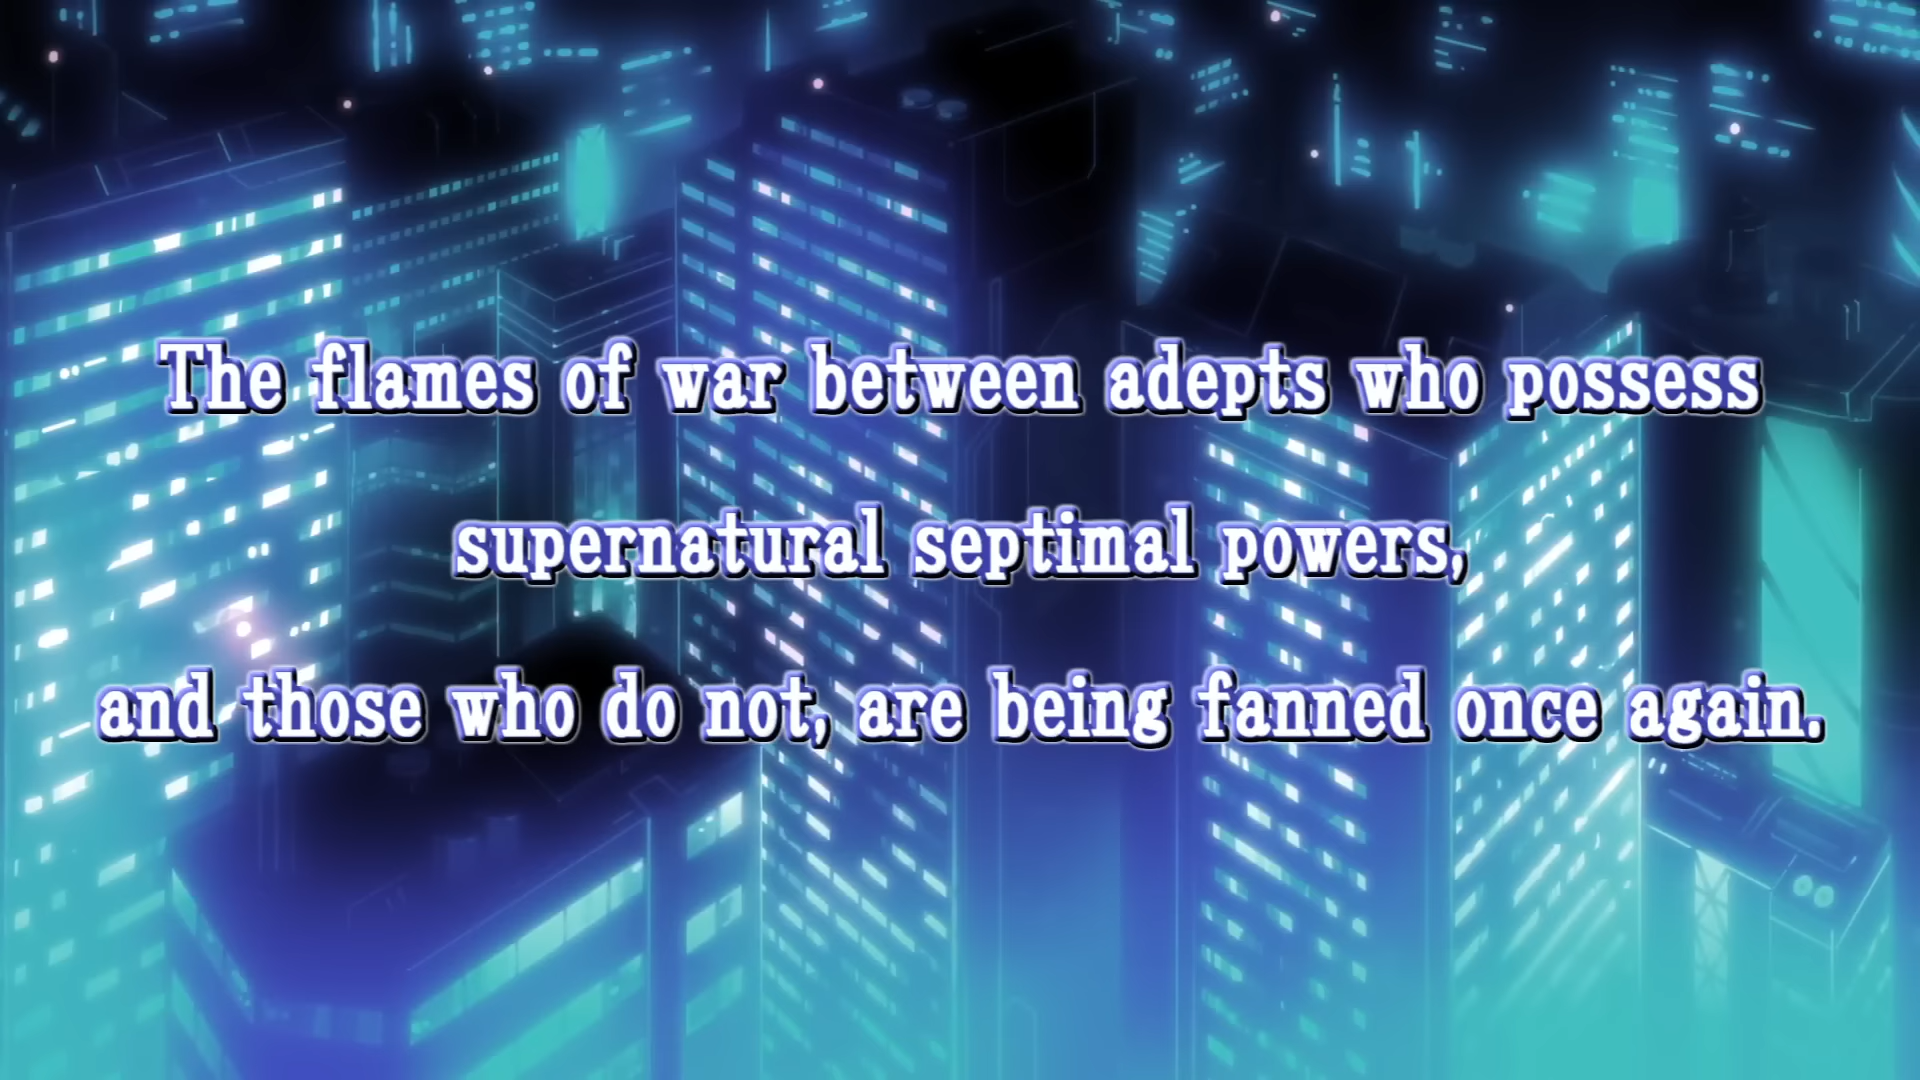 The flames of war between adepts who possess
supernatural septimal powers,
and those who do not, are being fanned once again.